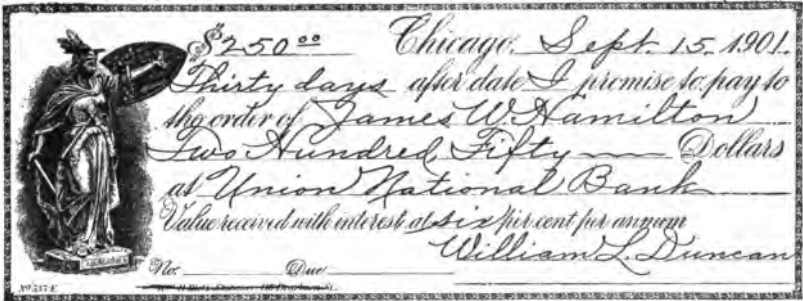 $250.00 Chicago, Sept. 15, 1901.
Thirty days after date I promise to pay to
the order of James W. Hamilton
Two Hundred Fifty Dollars
at Union National Bank
Value received with interest at six per cent per annum
William L. Duncan
No. Due